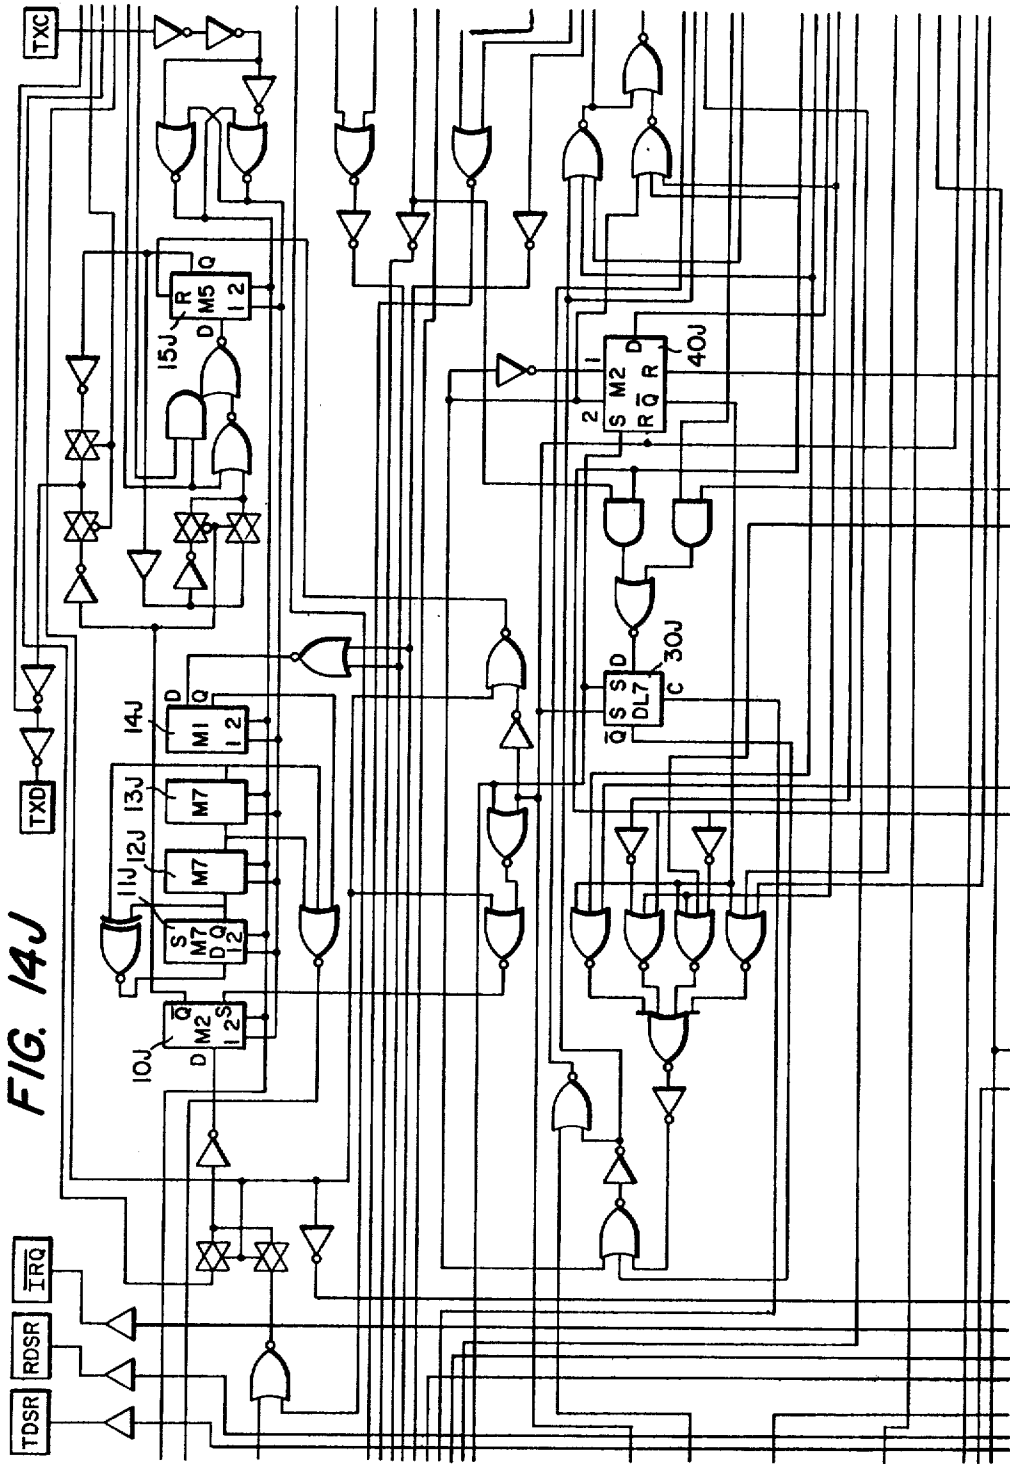 FIG. 14J
TXC
TXD
TDSR
RDSR
IRQ
10J
D
M2
Q
S
1 2
11J
S
M7
D Q
1 2
12J
M7
13J
M7
14J
D
Q
M1
1 2
15J
D
R
M5
Q
1 2
40J
2
1
S
M2
D
R Q R
30J
Q
S S
DL7
D
C